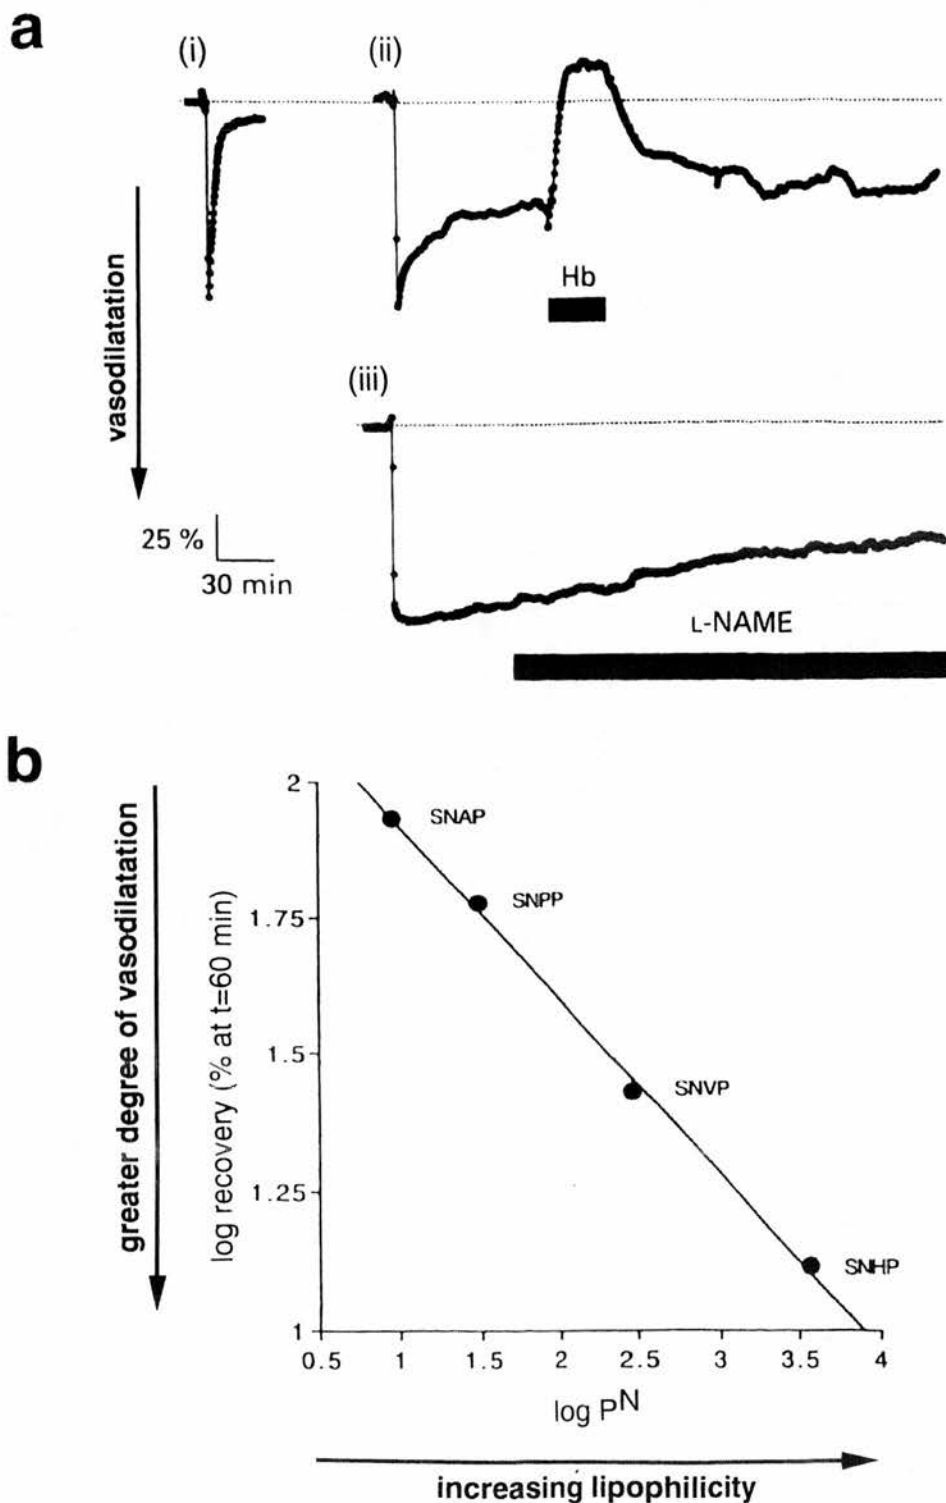 a
(i)
(ii)
Hb
vasodilatation
(iii)
25 %
30 min
L-NAME
b
greater degree of vasodilatation
log recovery (% at t=60 min)
2
1.75
1.5
1.25
1
SNAP
SNPP
SNVP
SNHP
0.5 1 1.5 2 2.5 3 3.5 4
log PN
increasing lipophilicity